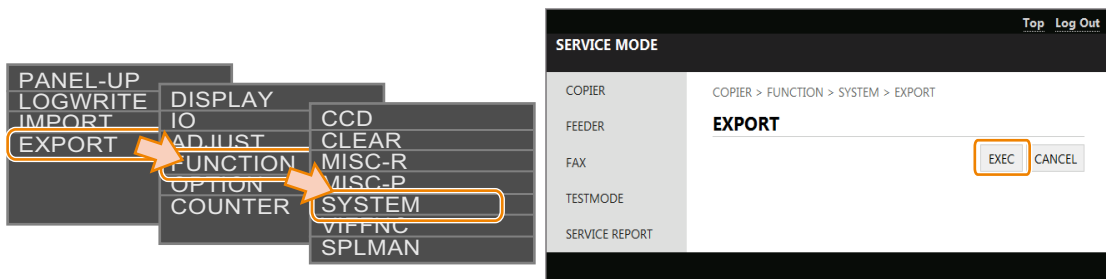 PANEL-UP
LOGWRITE
IMPORT
EXPORT
DISPLAY
IO
ADJUST
FUNCTION
OPTION
COUNTER
CCD
CLEAR
MISC-R
MISC-P
SYSTEM
VIFFNC
SPLMAN
Top Log Out
SERVICE MODE
COPIER
FEEDER
FAX
TESTMODE
SERVICE REPORT
COPIER > FUNCTION > SYSTEM > EXPORT
EXPORT
EXEC CANCEL